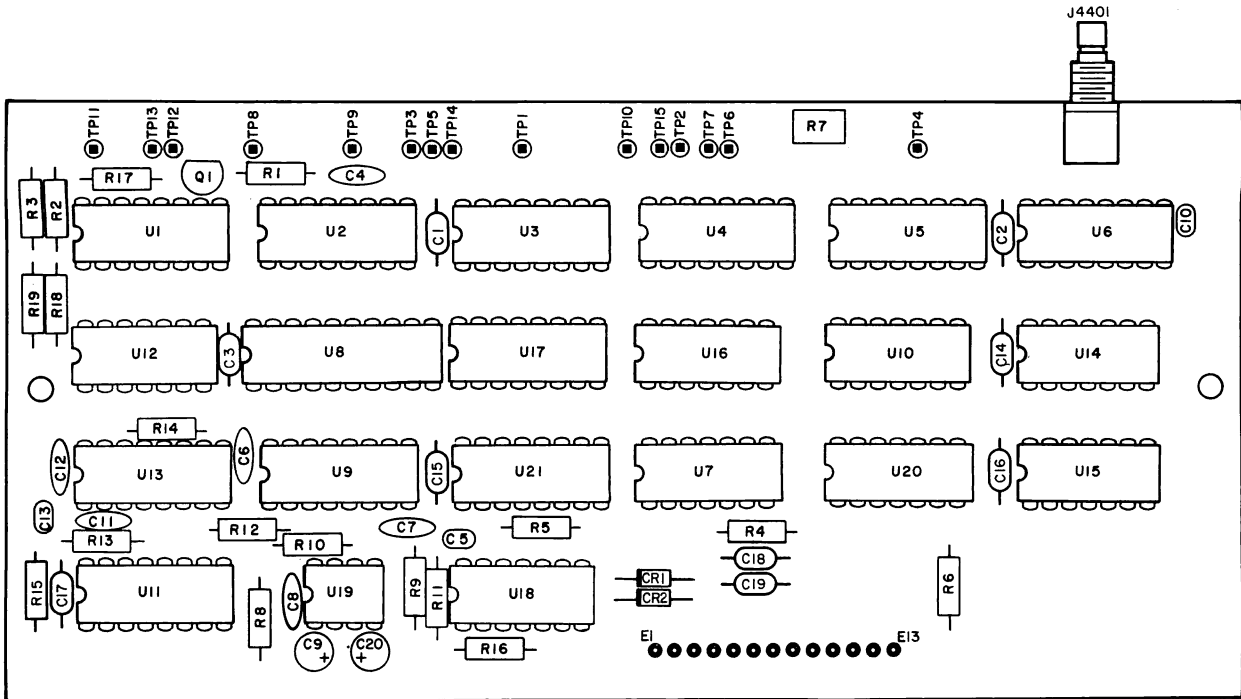 J4401
TP11
TP13
TP12
TP8
TP9
TP3
TP5
TP14
TP1
TP10
TP15
TP2
TP7
TP6
R7
TP4
R17
Q1
R1
C4
R3
R2
U1
U2
C1
U3
U4
U5
C2
U6
C10
R19
R18
U12
C3
U8
U17
U16
U10
C14
U14
R14
C12
U13
C6
U9
C15
U21
U7
U20
C16
U15
C13
C11
R13
R12
R10
C7
C5
R5
R4
C18
C19
R15
C17
U11
R8
C8
U19
R9
R11
U18
CR1
CR2
R6
C9
+
C20
+
R16
E1
E13